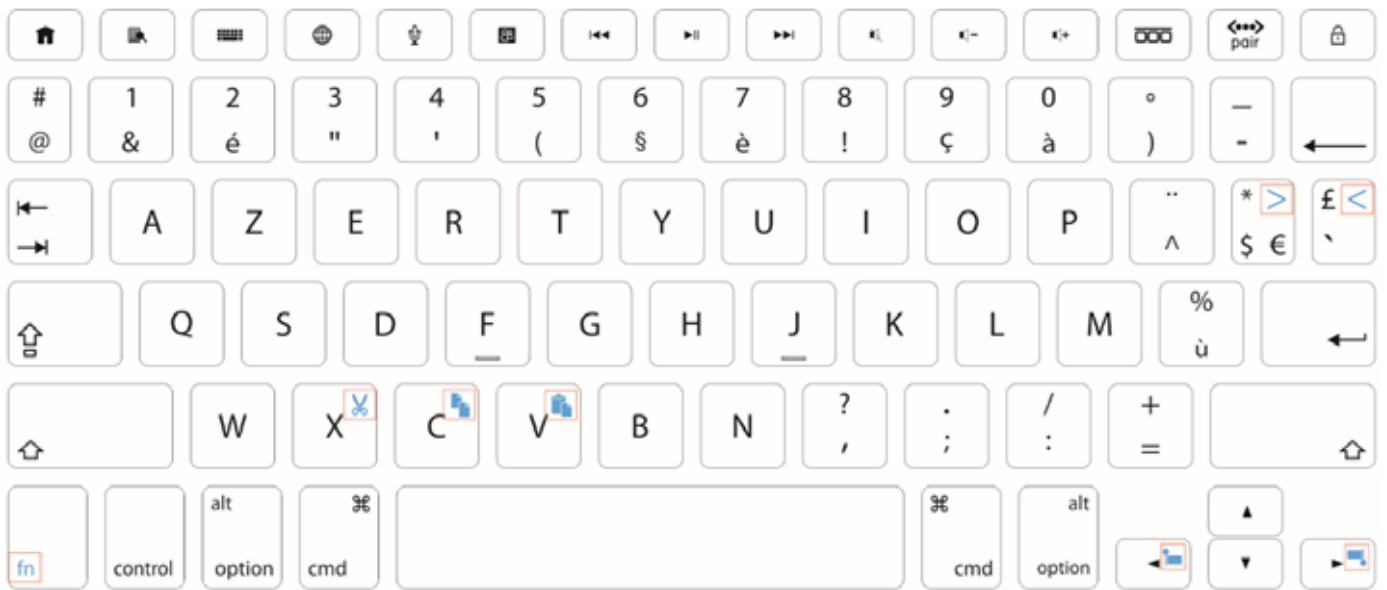 pair
# 1 2 3 4 5 6 7 8 9 0 ° _
@ & é " ' ( § è ! ç à ) -
A Z E R T Y U I O P ¨ * > £ <
^ $ € `
Q S D F G H J K L M %
ù
W X C V B N ? . / +
, ; : =
alt ⌘ ⌘ alt
fn control option cmd cmd option